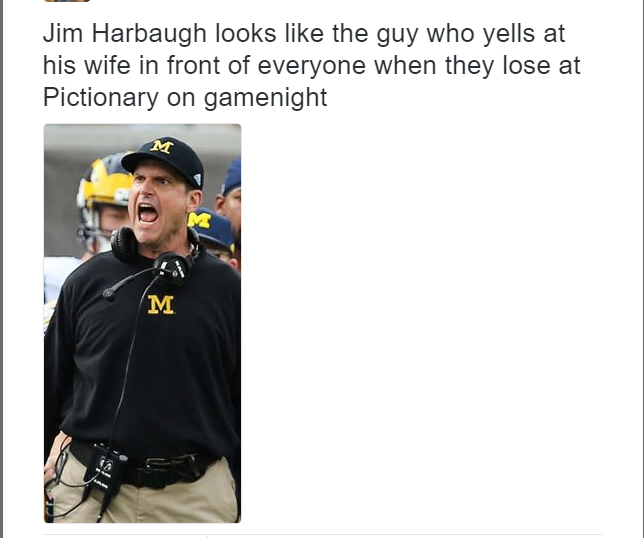 Jim Harbaugh looks like the guy who yells at
his wife in front of everyone when they lose at
Pictionary on gamenight
M
M
M